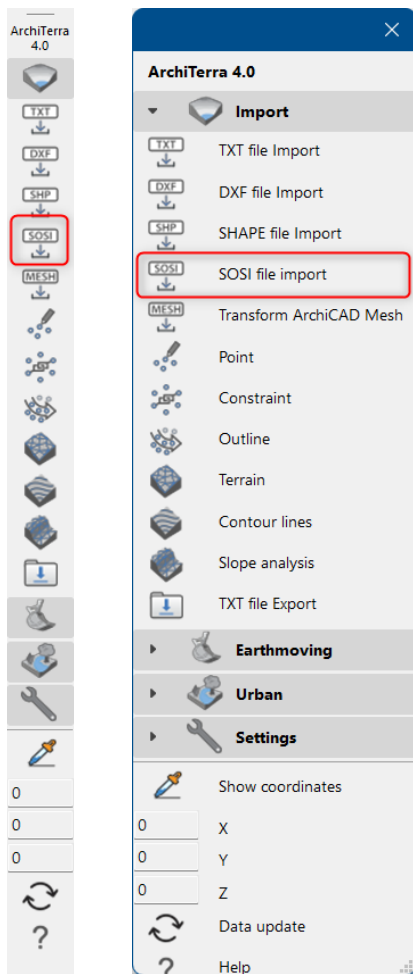 ArchiTerra
4.0
TXT
DXF
SHP
SOSI
MESH
0
0
0
?
ArchiTerra 4.0
Import
TXT
TXT file Import
DXF
DXF file Import
SHP
SHAPE file Import
SOSI
SOSI file import
MESH
Transform ArchiCAD Mesh
Point
Constraint
Outline
Terrain
Contour lines
Slope analysis
TXT file Export
Earthmoving
Urban
Settings
Show coordinates
0 X
0 Y
0 Z
Data update
? Help